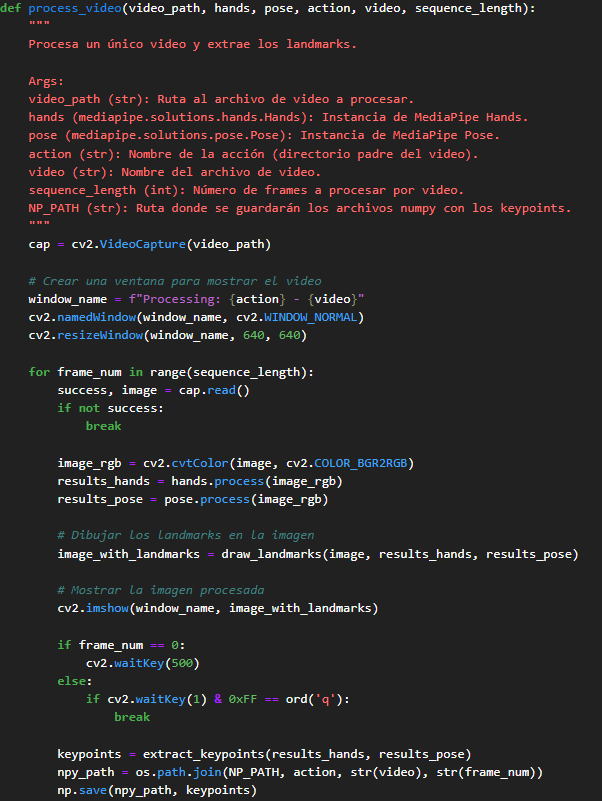 def process_video(video_path, hands, pose, action, video, sequence_length):
    """
    Procesa un único video y extrae los landmarks.

    Args:
    video_path (str): Ruta al archivo de video a procesar.
    hands (mediapipe.solutions.hands.Hands): Instancia de MediaPipe Hands.
    pose (mediapipe.solutions.pose.Pose): Instancia de MediaPipe Pose.
    action (str): Nombre de la acción (directorio padre del video).
    video (str): Nombre del archivo de video.
    sequence_length (int): Número de frames a procesar por video.
    NP_PATH (str): Ruta donde se guardarán los archivos numpy con los keypoints.
    """
    cap = cv2.VideoCapture(video_path)

    # Crear una ventana para mostrar el video
    window_name = f"Processing: {action} - {video}"
    cv2.namedWindow(window_name, cv2.WINDOW_NORMAL)
    cv2.resizeWindow(window_name, 640, 640)

    for frame_num in range(sequence_length):
        success, image = cap.read()
        if not success:
            break

        image_rgb = cv2.cvtColor(image, cv2.COLOR_BGR2RGB)
        results_hands = hands.process(image_rgb)
        results_pose = pose.process(image_rgb)

        # Dibujar los landmarks en la imagen
        image_with_landmarks = draw_landmarks(image, results_hands, results_pose)

        # Mostrar la imagen procesada
        cv2.imshow(window_name, image_with_landmarks)

        if frame_num == 0:
            cv2.waitKey(500)
        else:
            if cv2.waitKey(1) & 0xFF == ord('q'):
                break

        keypoints = extract_keypoints(results_hands, results_pose)
        npy_path = os.path.join(NP_PATH, action, str(video), str(frame_num))
        np.save(npy_path, keypoints)